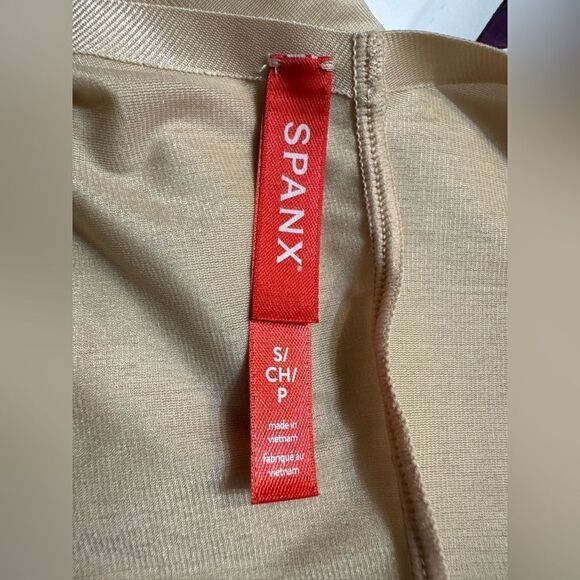 SPANX®
S/
CH/
P
made in
vietnam
fabriqué au
vietnam